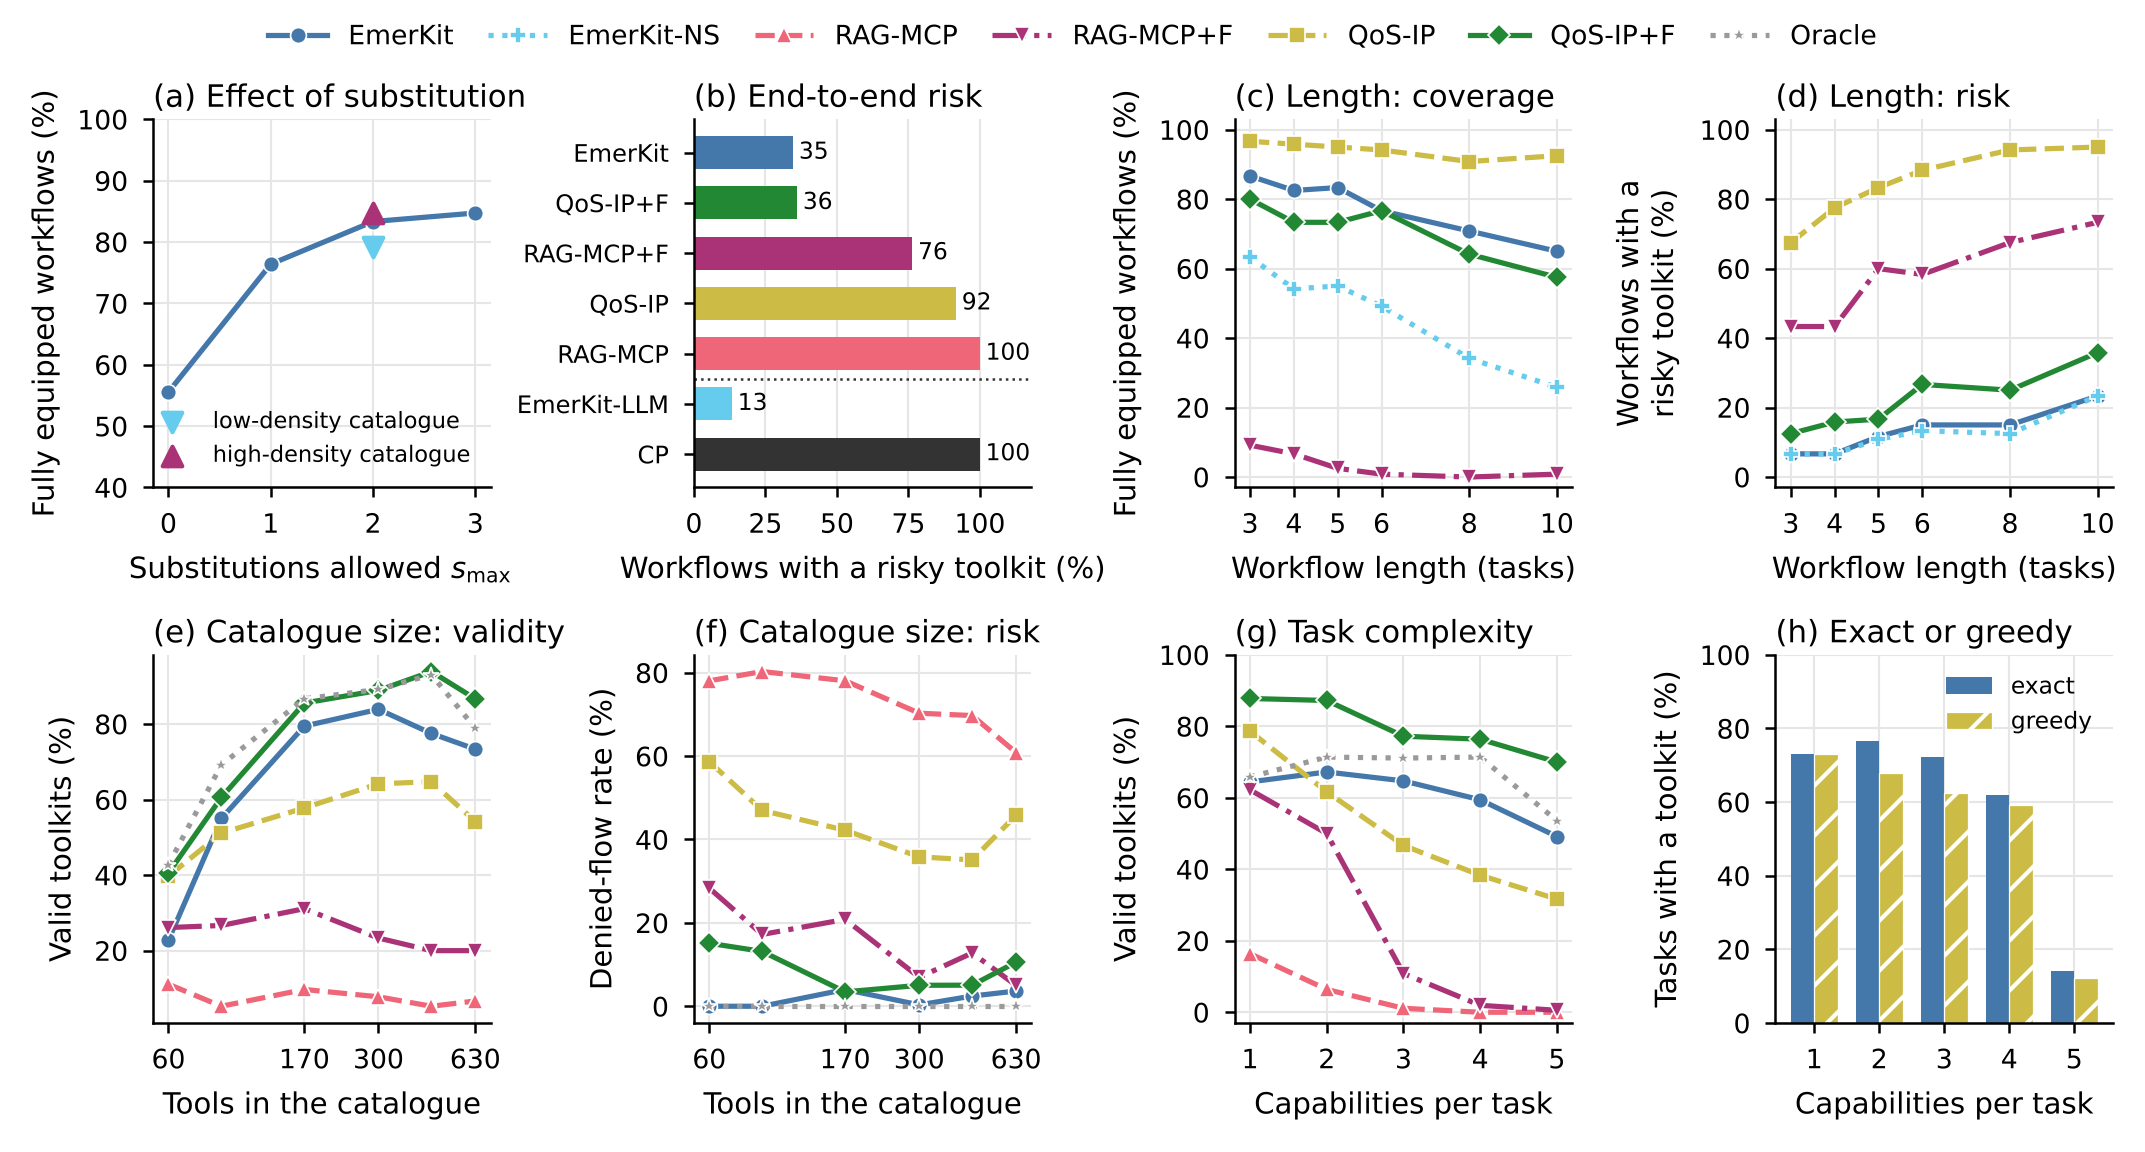 EmerKit EmerKit-NS RAG-MCP RAG-MCP+F QoS-IP QoS-IP+F Oracle
(a) Effect of substitution
Fully equipped workflows (%)
100
90
80
70
60
50
40
low-density catalogue
high-density catalogue
0 1 2 3
Substitutions allowed smax
(b) End-to-end risk
EmerKit 35
QoS-IP+F 36
RAG-MCP+F 76
QoS-IP 92
RAG-MCP 100
EmerKit-LLM 13
CP 100
0 25 50 75 100
Workflows with a risky toolkit (%)
(c) Length: coverage
Fully equipped workflows (%)
100
80
60
40
20
0
3 4 5 6 8 10
Workflow length (tasks)
(d) Length: risk
Workflows with a
risky toolkit (%)
100
80
60
40
20
0
3 4 5 6 8 10
Workflow length (tasks)
(e) Catalogue size: validity
Valid toolkits (%)
80
60
40
20
60 170 300 630
Tools in the catalogue
(f) Catalogue size: risk
Denied-flow rate (%)
80
60
40
20
0
60 170 300 630
Tools in the catalogue
(g) Task complexity
Valid toolkits (%)
100
80
60
40
20
0
1 2 3 4 5
Capabilities per task
(h) Exact or greedy
Tasks with a toolkit (%)
100
80
60
40
20
0
exact
greedy
1 2 3 4 5
Capabilities per task